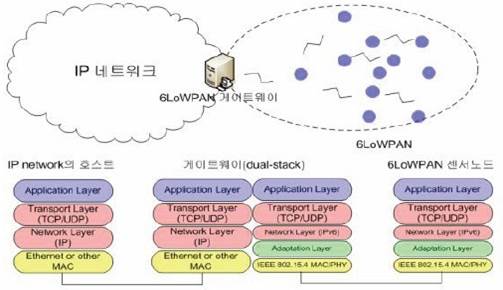 IP 네트워크
6LoWPAN 게이트웨이
6LoWPAN
IP network의 호스트
게이트웨이(dual-stack)
6LoWPAN 센서노드
Application Layer
Transport Layer
(TCP/UDP)
Network Layer
(IP)
Ethernet or other
MAC
Application Layer
Transport Layer
(TCP/UDP)
Network Layer
(IP)
Ethernet or other
MAC
Application Layer
Transport Layer
(TCP/UDP)
Network Layer (IPv6)
Adaptation Layer
IEEE 802.15.4 MAC/PHY
Application Layer
Transport Layer
(TCP/UDP)
Network Layer (IPv6)
Adaptation Layer
IEEE 802.15.4 MAC/PHY